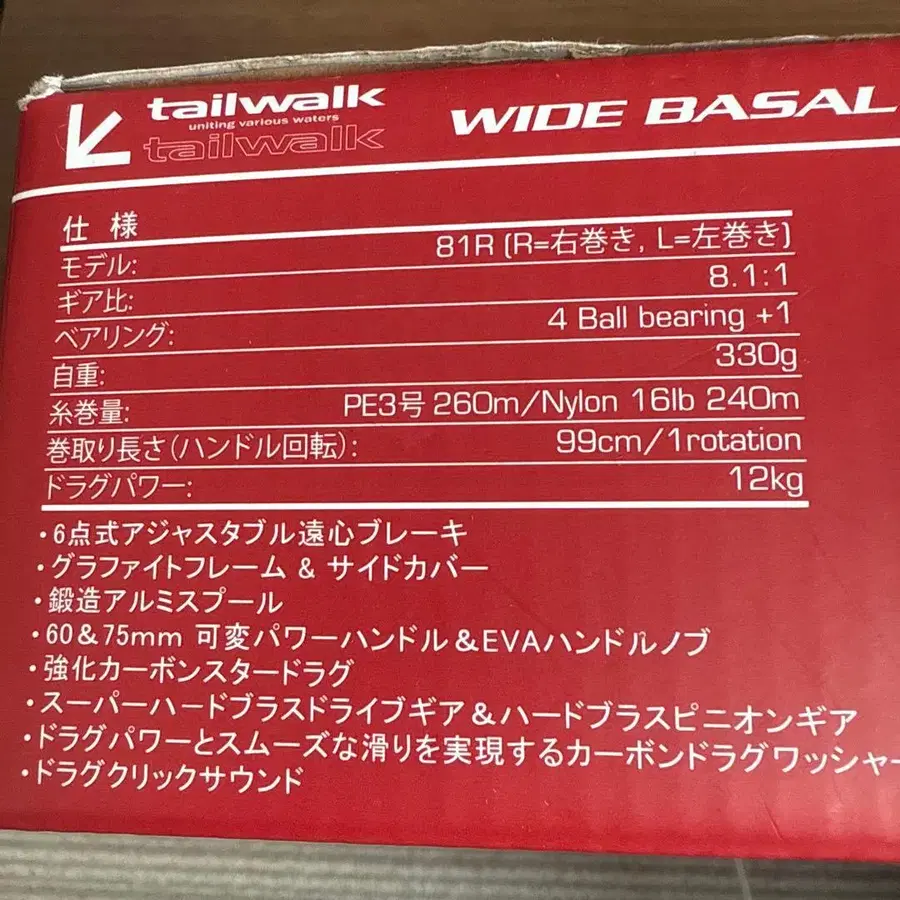 tailwalk
uniting various waters
tailwalk
WIDE BASAL
仕 様
モデル: 81R (R=右巻き, L=左巻き)
ギア比: 8.1:1
ベアリング: 4 Ball bearing +1
自重: 330g
糸巻量: PE3号 260m/Nylon 16lb 240m
巻取り長さ(ハンドル回転): 99cm/1rotation
ドラグパワー: 12kg
・6点式アジャスタブル遠心ブレーキ
・グラファイトフレーム & サイドカバー
・鍛造アルミスプール
・60&75mm 可変パワーハンドル&EVAハンドルノブ
・強化カーボンスタードラグ
・スーパーハードブラスドライブギア&ハードブラスピニオンギア
・ドラグパワーとスムーズな滑りを実現するカーボンドラグワッシャー
・ドラグクリックサウンド